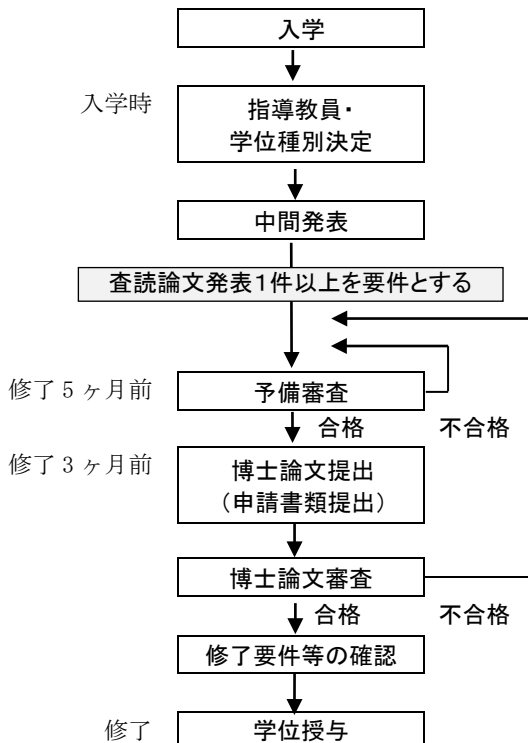 入学
入学時
指導教員・
学位種別決定
中間発表
査読論文発表1件以上を要件とする
修了5ヶ月前
予備審査
合格
不合格
修了3ヶ月前
博士論文提出
（申請書類提出）
博士論文審査
合格
不合格
修了要件等の確認
修了
学位授与